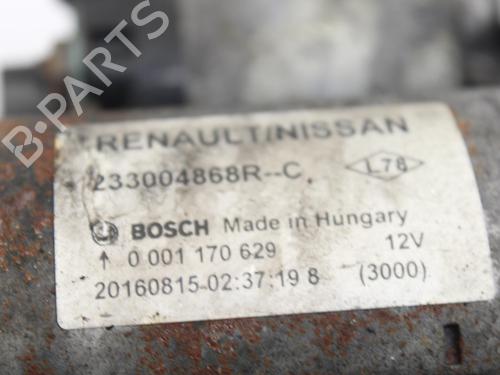 B-PARTS
RENAULT/NISSAN
233004868R--C. L76
BOSCH Made in Hungary
↑ 0 001 170 629 12V
20160815-02:37:19 8 (3000)